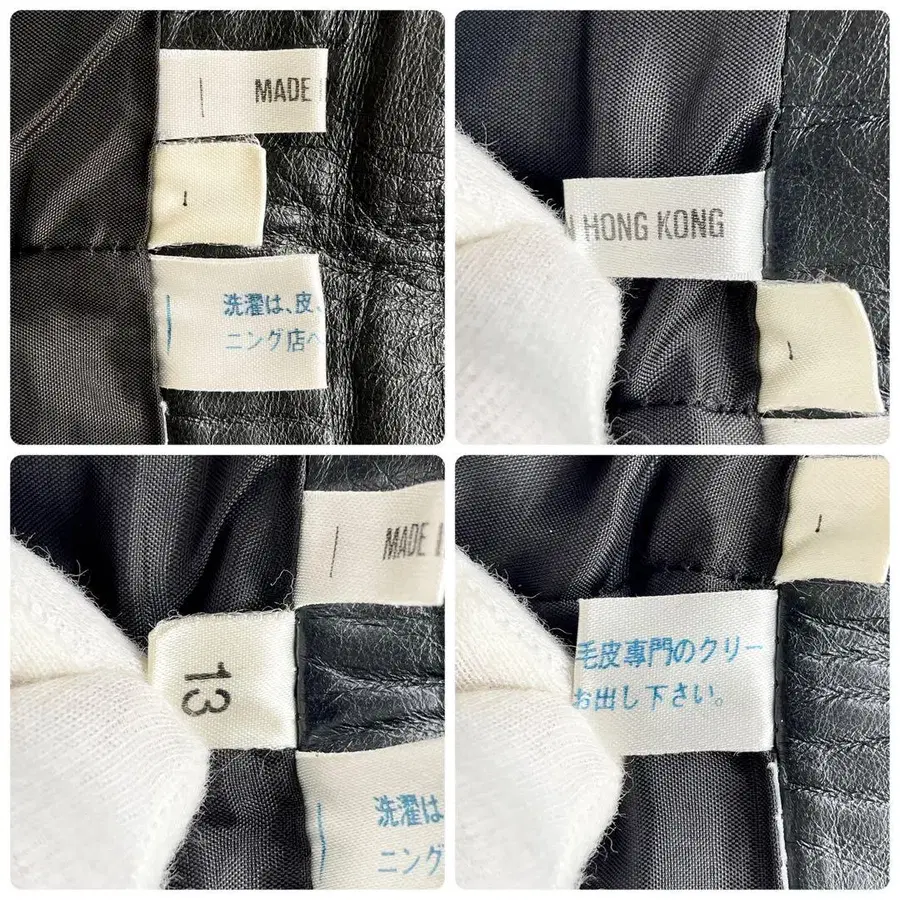 MADE
N HONG KONG
洗濯は、皮、
ニング店へ
MADE
13
洗濯は
ニング
毛皮専門のクリー
お出し下さい。